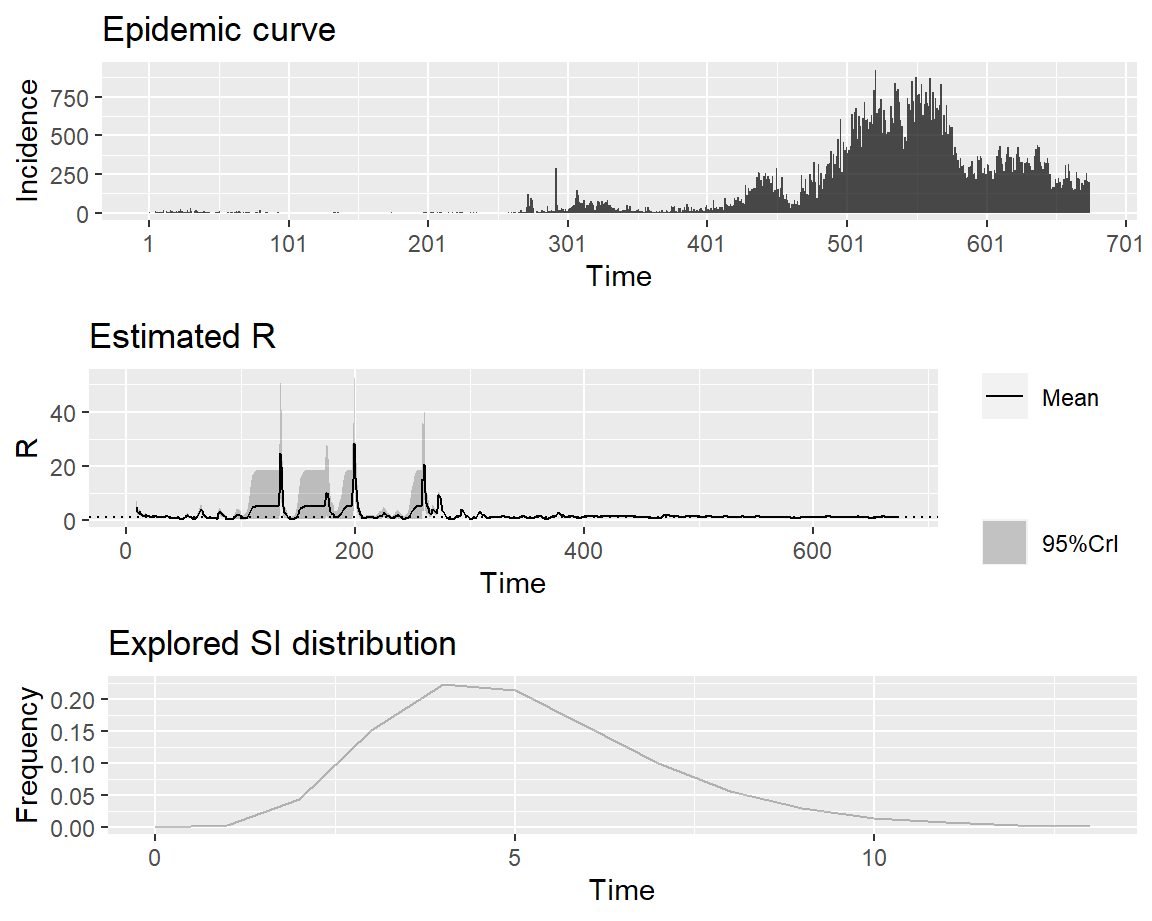 Epidemic curve
Incidence
750
500
250
0
1 101 201 301 401 501 601 701
Time
Estimated R
R
40
20
0
0 200 400 600
Time
Mean
95%CrI
Explored SI distribution
Frequency
0.20
0.15
0.10
0.05
0.00
0 5 10
Time